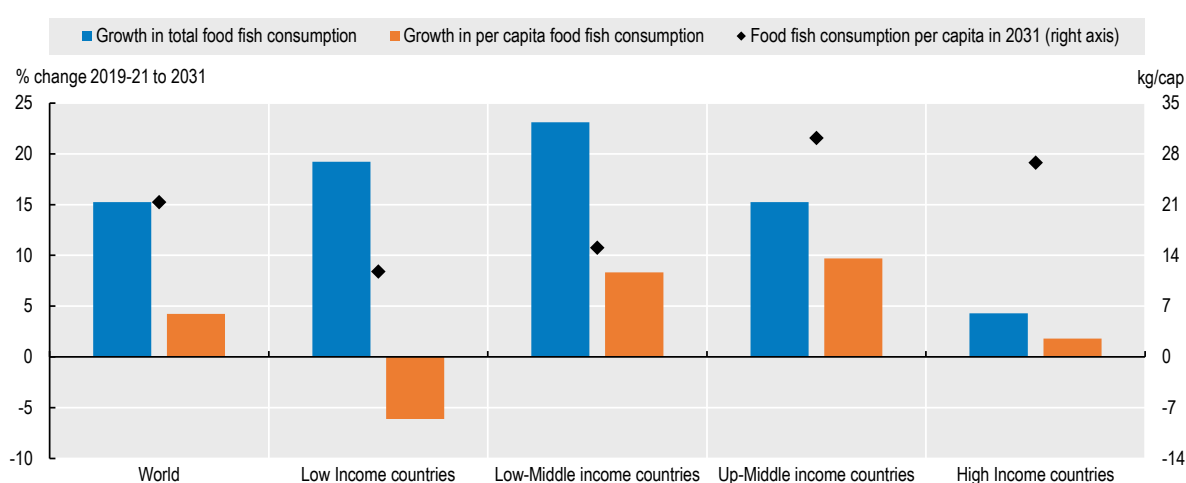 Growth in total food fish consumption Growth in per capita food fish consumption Food fish consumption per capita in 2031 (right axis)
% change 2019-21 to 2031 kg/cap
25 35
20 28
15 21
10 14
5 7
0 0
-5 -7
-10 -14
World Low Income countries Low-Middle income countries Up-Middle income countries High Income countries